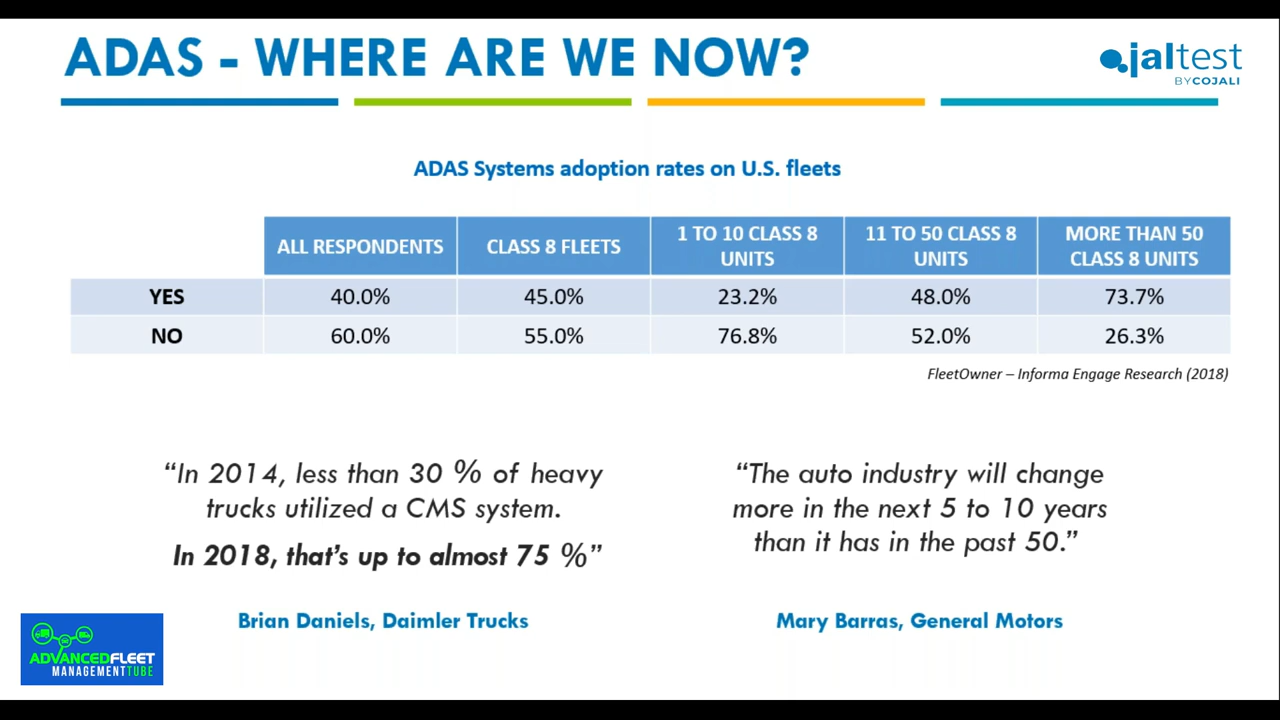 ADAS - WHERE ARE WE NOW?
jaltest
BY COJALI
ADAS Systems adoption rates on U.S. fleets
ALL RESPONDENTS CLASS 8 FLEETS 1 TO 10 CLASS 8 UNITS 11 TO 50 CLASS 8 UNITS MORE THAN 50 CLASS 8 UNITS
YES 40.0% 45.0% 23.2% 48.0% 73.7%
NO 60.0% 55.0% 76.8% 52.0% 26.3%
FleetOwner – Informa Engage Research (2018)
“In 2014, less than 30 % of heavy
trucks utilized a CMS system.
In 2018, that’s up to almost 75 %”
Brian Daniels, Daimler Trucks
“The auto industry will change
more in the next 5 to 10 years
than it has in the past 50.”
Mary Barras, General Motors
ADVANCEDFLEET
MANAGEMENTTUBE